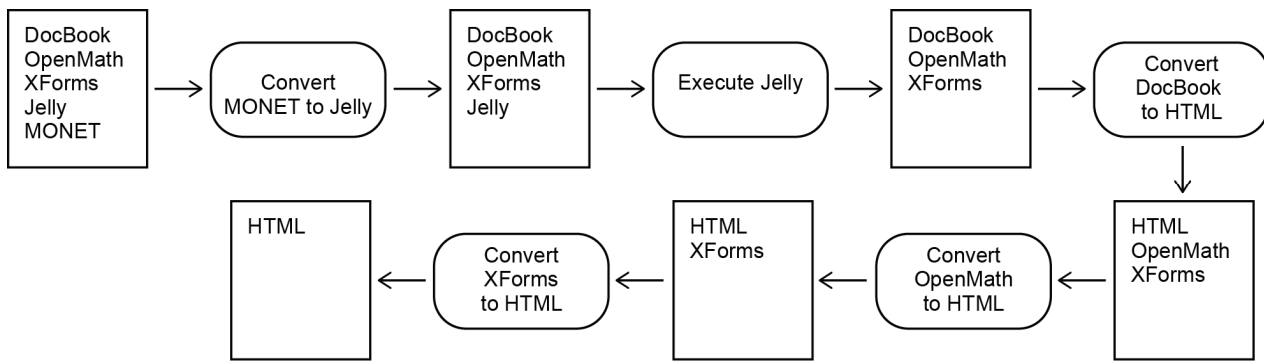 DocBook
OpenMath
XForms
Jelly
MONET
Convert
MONET to Jelly
DocBook
OpenMath
XForms
Jelly
Execute Jelly
DocBook
OpenMath
XForms
Convert
DocBook
to HTML
HTML
OpenMath
XForms
Convert
OpenMath
to HTML
HTML
XForms
Convert
XForms
to HTML
HTML